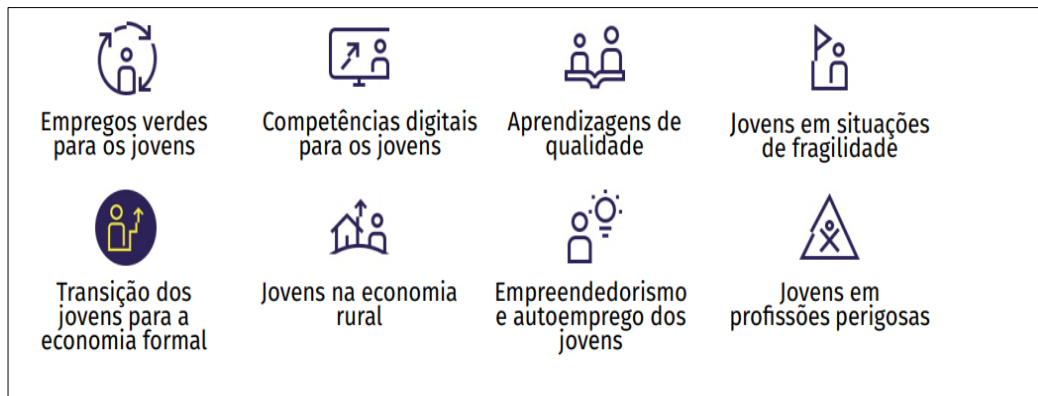 Empregos verdes
para os jovens
Competências digitais
para os jovens
Aprendizagens de
qualidade
Jovens em situações
de fragilidade
Transição dos
jovens para a
economia formal
Jovens na economia
rural
Empreendedorismo
e autoemprego dos
jovens
Jovens em
profissões perigosas